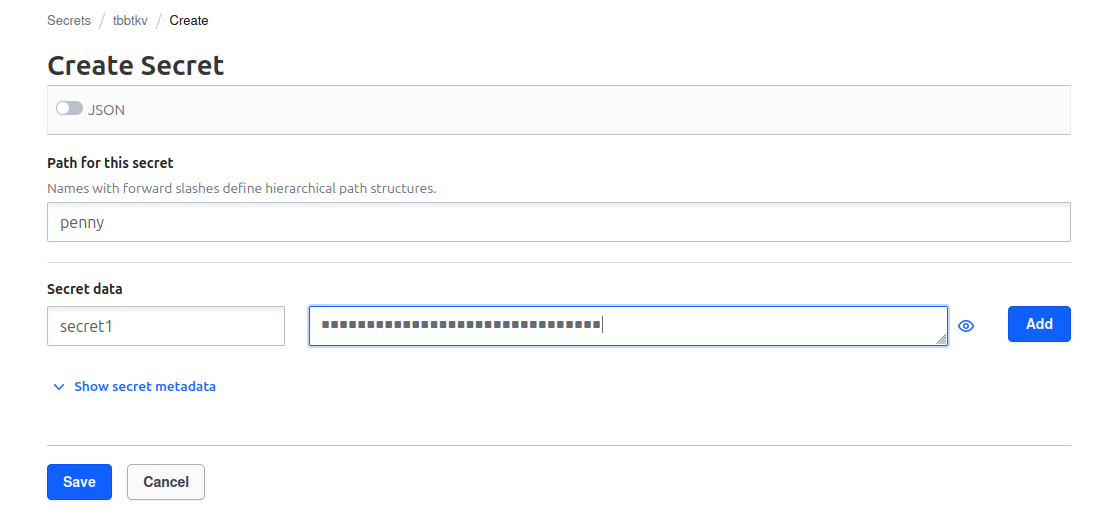 Secrets / tbbtkv / Create
Create Secret
JSON
Path for this secret
Names with forward slashes define hierarchical path structures.
penny
Secret data
secret1 Add
Show secret metadata
Save Cancel